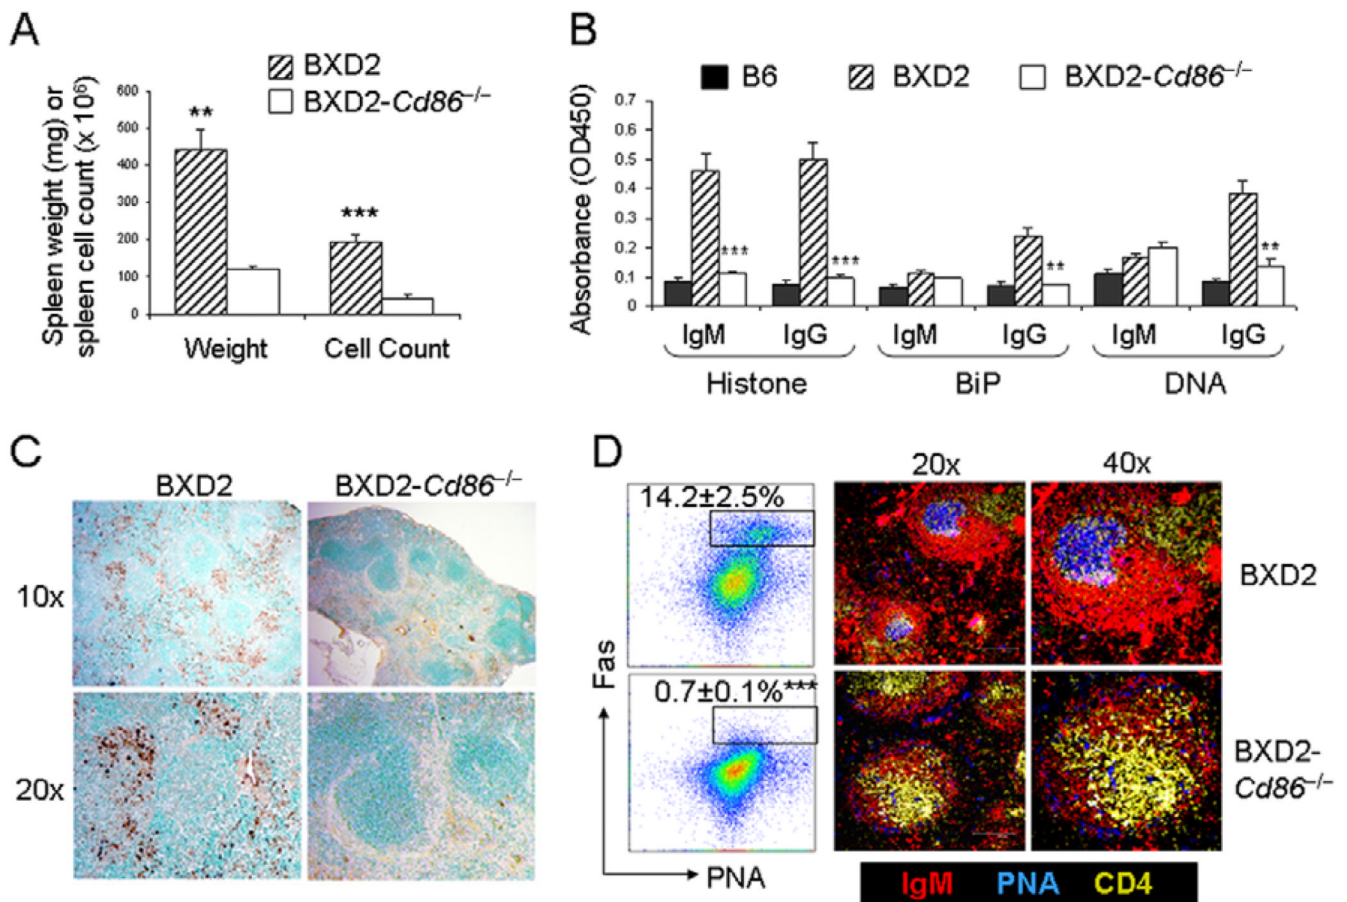 A
BXD2
BXD2-Cd86–/–
Spleen weight (mg) or
spleen cell count (x 10⁶)
600
500
400
300
200
100
0
**
***
Weight
Cell Count
B
B6
BXD2
BXD2-Cd86–/–
Absorbance (OD450)
0.7
0.6
0.5
0.4
0.3
0.2
0.1
0
***
***
**
**
IgM
IgG
IgM
IgG
IgM
IgG
Histone
BiP
DNA
C
BXD2
BXD2-Cd86–/–
10x
20x
D
20x
40x
14.2±2.5%
BXD2
0.7±0.1%***
BXD2-
Cd86–/–
Fas
PNA
IgM PNA CD4